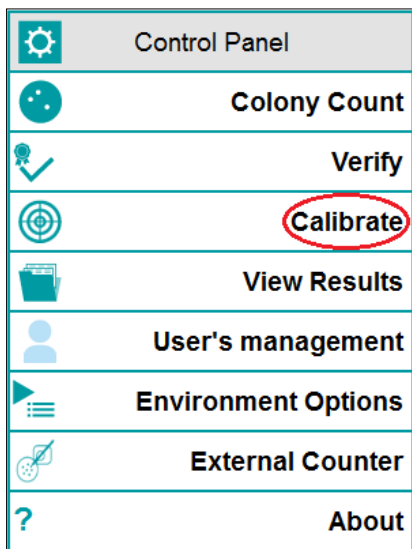 Control Panel
Colony Count
Verify
Calibrate
View Results
User's management
Environment Options
External Counter
? About